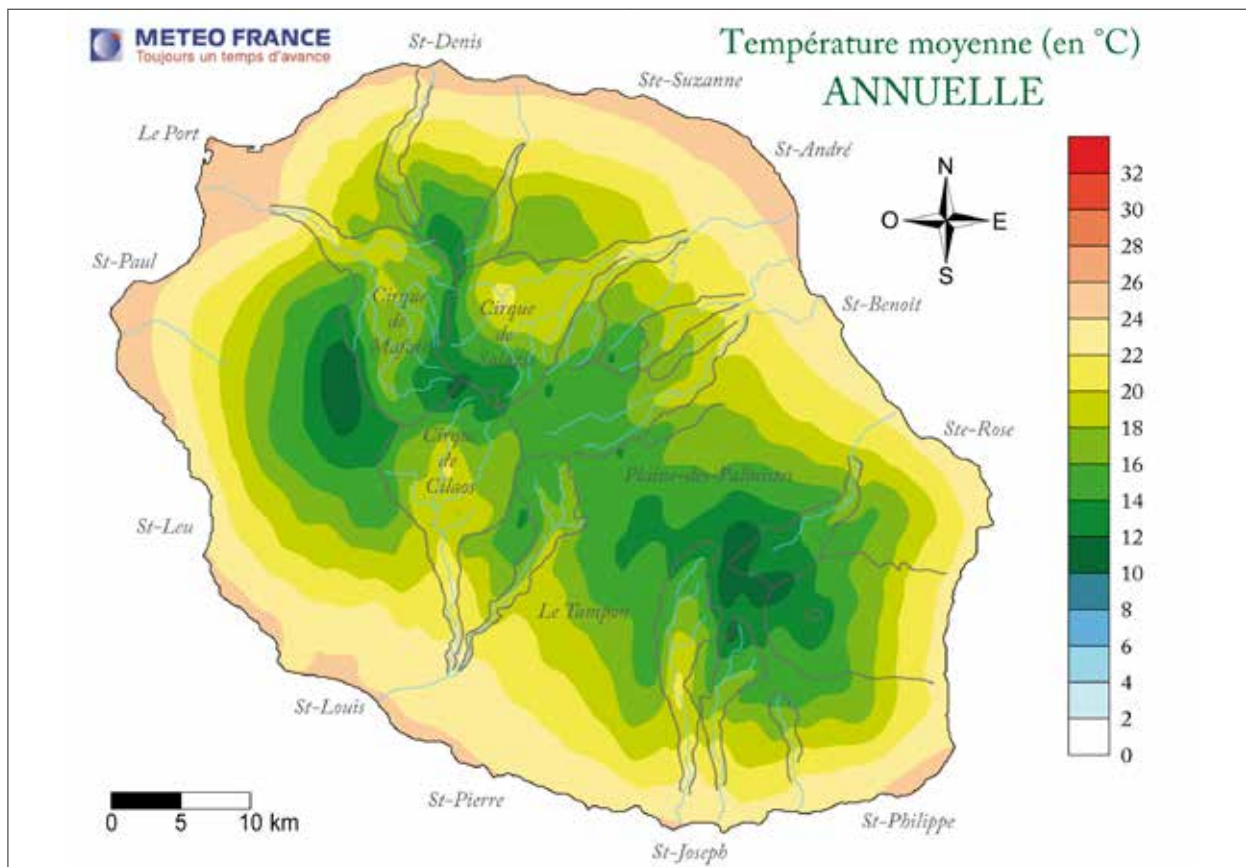 METEO FRANCE
Toujours un temps d'avance
Température moyenne (en °C)
ANNUELLE
St-Denis
Ste-Suzanne
Le Port
St-André
N
O
E
S
St-Paul
St-Benoît
Cirque
de
Mafate
Cirque
de
Salazie
Ste-Rose
Cirque
de
Cilaos
Plaine-des-Palmistes
St-Leu
Le Tampon
St-Louis
St-Pierre
St-Philippe
St-Joseph
32
30
28
26
24
22
20
18
16
14
12
10
8
6
4
2
0
0 5 10 km